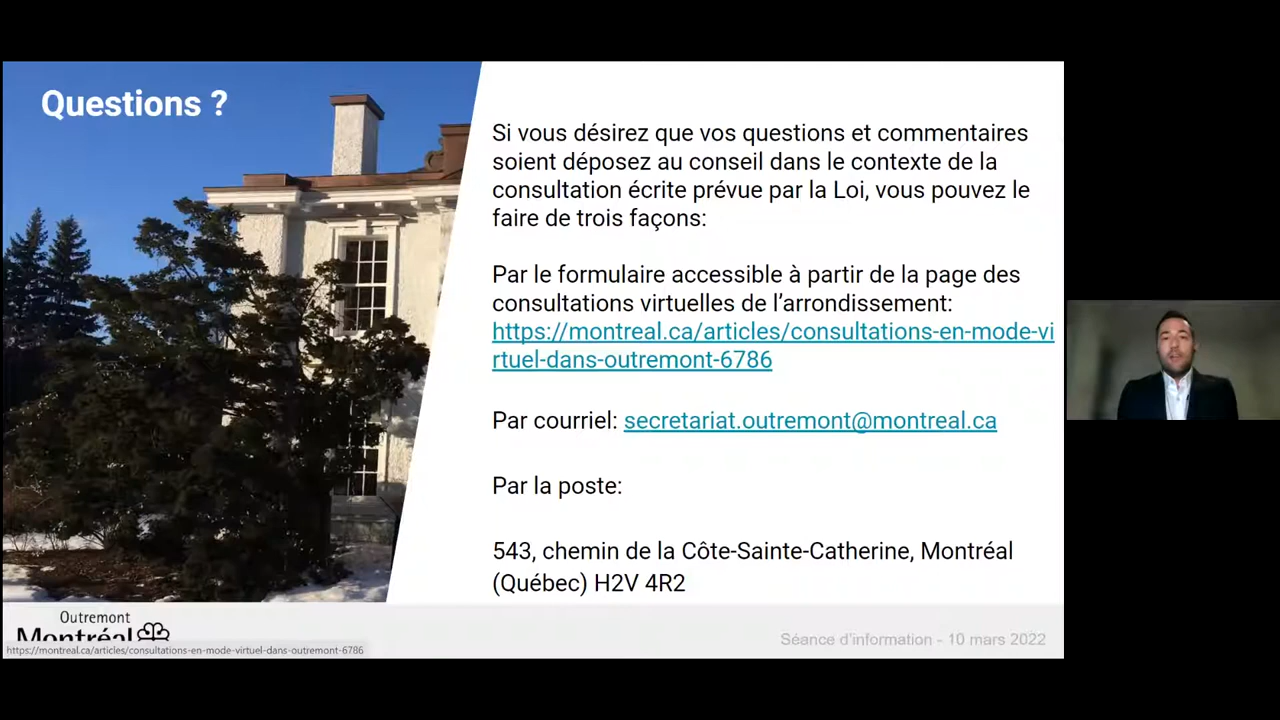 Questions ?
Si vous désirez que vos questions et commentaires
soient déposez au conseil dans le contexte de la
consultation écrite prévue par la Loi, vous pouvez le
faire de trois façons:
Par le formulaire accessible à partir de la page des
consultations virtuelles de l'arrondissement:
https://montreal.ca/articles/consultations-en-mode-vi
rtuel-dans-outremont-6786
Par courriel: secretariat.outremont@montreal.ca
Par la poste:
543, chemin de la Côte-Sainte-Catherine, Montréal
(Québec) H2V 4R2
Outremont
Montréal
https://montreal.ca/articles/consultations-en-mode-virtuel-dans-outremont-6786
Séance d'information - 10 mars 2022